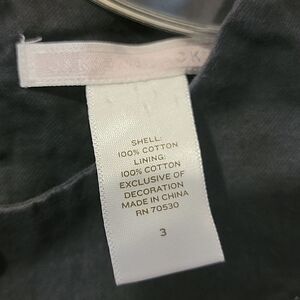 SHELL:
100% COTTON
LINING:
100% COTTON
EXCLUSIVE OF
DECORATION
MADE IN CHINA
RN 70530
3